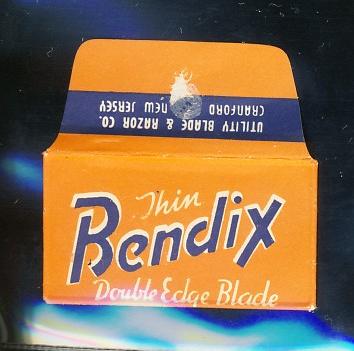 UTILITY BLADE & RAZOR CO.
CRANFORD NEW JERSEY
Thin
Bendix
Double Edge Blade